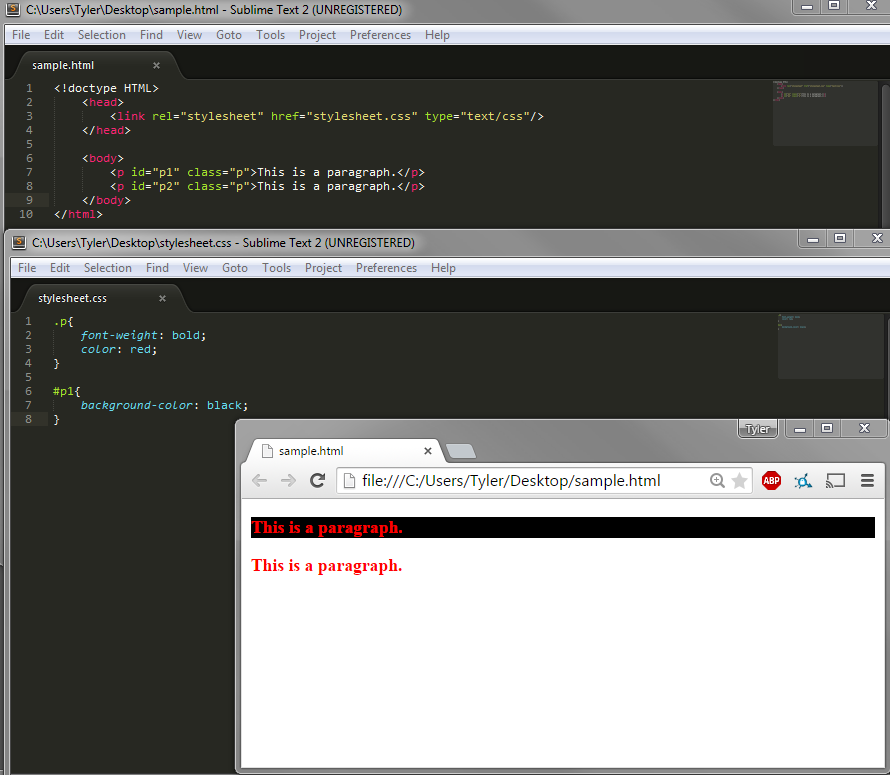 C:\Users\Tyler\Desktop\sample.html - Sublime Text 2 (UNREGISTERED)
File Edit Selection Find View Goto Tools Project Preferences Help
sample.html
1 <!doctype HTML>
2 <head>
3 <link rel="stylesheet" href="stylesheet.css" type="text/css"/>
4 </head>
5
6 <body>
7 <p id="p1" class="p">This is a paragraph.</p>
8 <p id="p2" class="p">This is a paragraph.</p>
9 </body>
10 </html>
C:\Users\Tyler\Desktop\stylesheet.css - Sublime Text 2 (UNREGISTERED)
File Edit Selection Find View Goto Tools Project Preferences Help
stylesheet.css
1 .p{
2 font-weight: bold;
3 color: red;
4 }
5
6 #p1{
7 background-color: black;
8 }
Tyler
sample.html
file:///C:/Users/Tyler/Desktop/sample.html
ABP
This is a paragraph.
This is a paragraph.